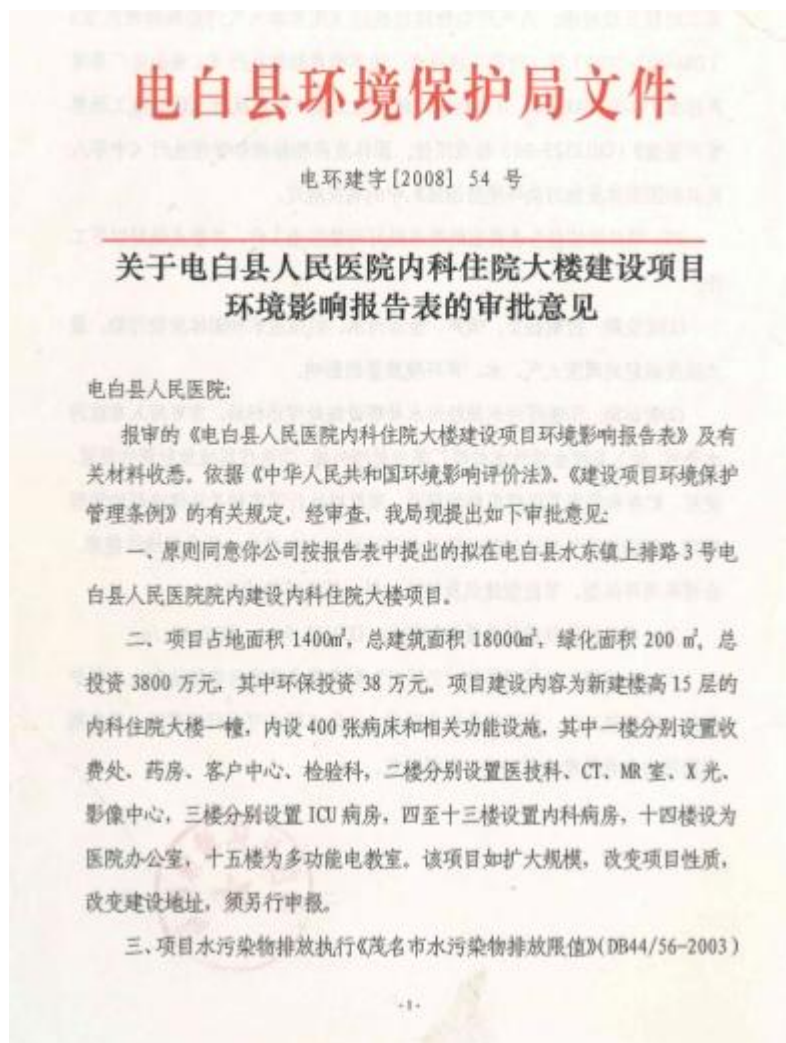 电白县环境保护局文件
电环建字[2008] 54 号
关于电白县人民医院内科住院大楼建设项目
环境影响报告表的审批意见
电白县人民医院:
报审的《电白县人民医院内科住院大楼建设项目环境影响报告表》及有
关材料收悉。依据《中华人民共和国环境影响评价法》、《建设项目环境保护
管理条例》的有关规定,经审查,我局现提出如下审批意见:
一、原则同意你公司按报告表中提出的拟在电白县水东镇上排路 3 号电
白县人民医院院内建设内科住院大楼项目。
二、项目占地面积 1400㎡,总建筑面积 18000㎡,绿化面积 200 ㎡,总
投资 3800 万元,其中环保投资 38 万元。项目建设内容为新建楼高 15 层的
内科住院大楼一幢,内设 400 张病床和相关功能设施,其中一楼分别设置收
费处、药房、客户中心、检验科,二楼分别设置医技科、CT、MR 室、X 光、
影像中心,三楼分别设置 ICU 病房,四至十三楼设置内科病房,十四楼设为
医院办公室,十五楼为多功能电教室。该项目如扩大规模,改变项目性质,
改变建设地址,须另行申报。
三、项目水污染物排放执行《茂名市水污染物排放限值》(DB44/56-2003)
-1-